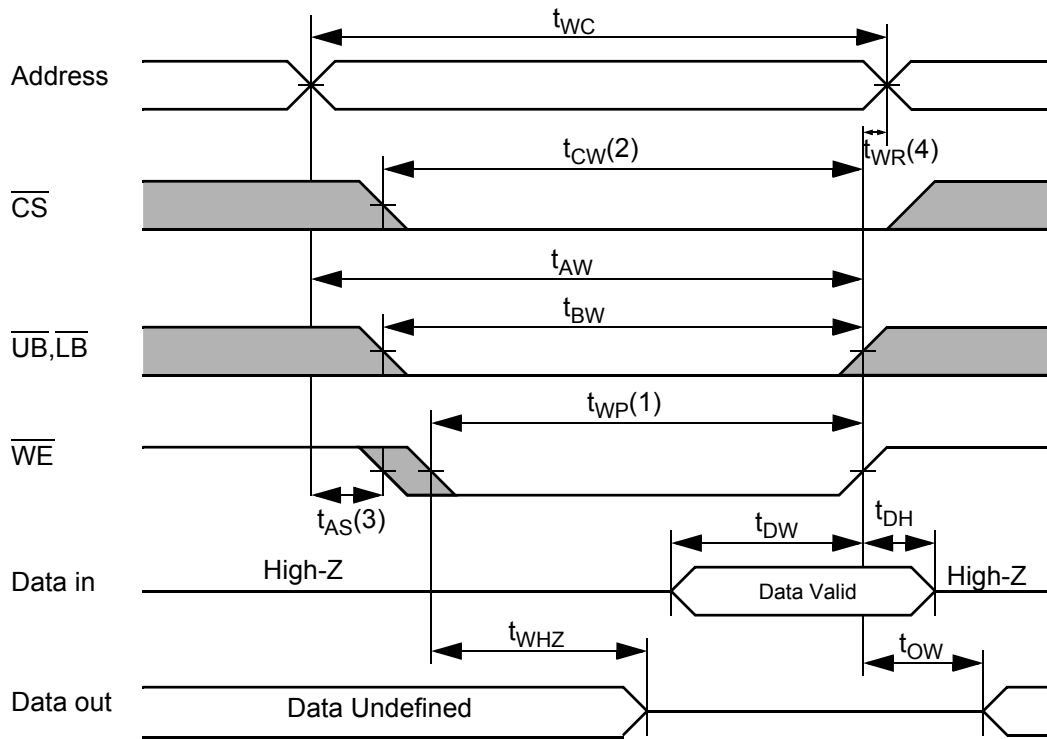 tWC
Address
tCW(2)
tWR(4)
CS
tAW
tBW
UB,LB
tWP(1)
WE
tAS(3)
tDW
tDH
High-Z
Data in
Data Valid
High-Z
tWHZ
tOW
Data out
Data Undefined